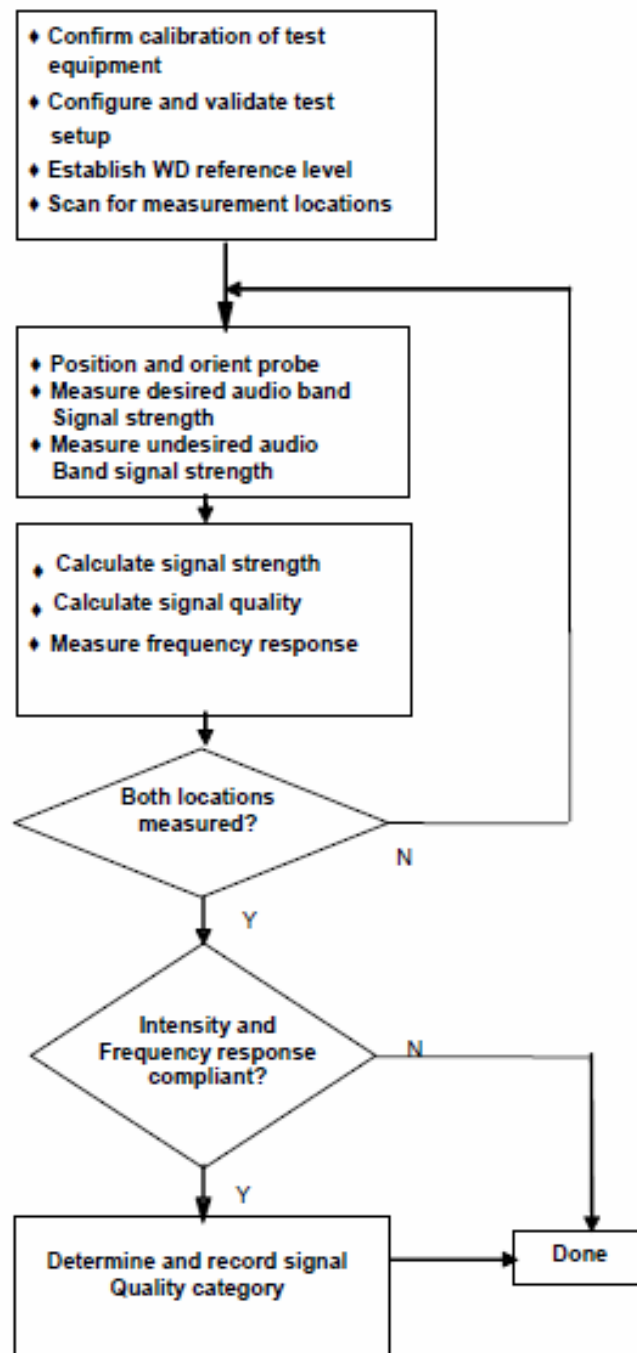 ♦ Confirm calibration of test
equipment
♦ Configure and validate test
setup
♦ Establish WD reference level
♦ Scan for measurement locations
♦ Position and orient probe
♦ Measure desired audio band
Signal strength
♦ Measure undesired audio
Band signal strength
♦ Calculate signal strength
♦ Calculate signal quality
♦ Measure frequency response
Both locations
measured?
N
Y
Intensity and
Frequency response
compliant?
N
Y
Determine and record signal
Quality category
Done